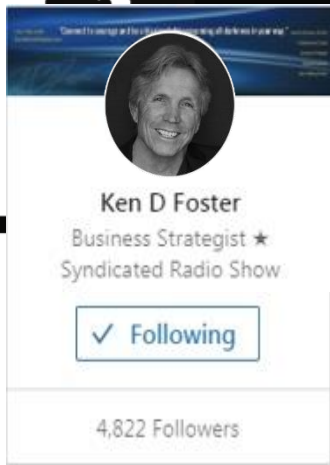 Ken D Foster
Business Strategist ★
Syndicated Radio Show
✓ Following
4,822 Followers